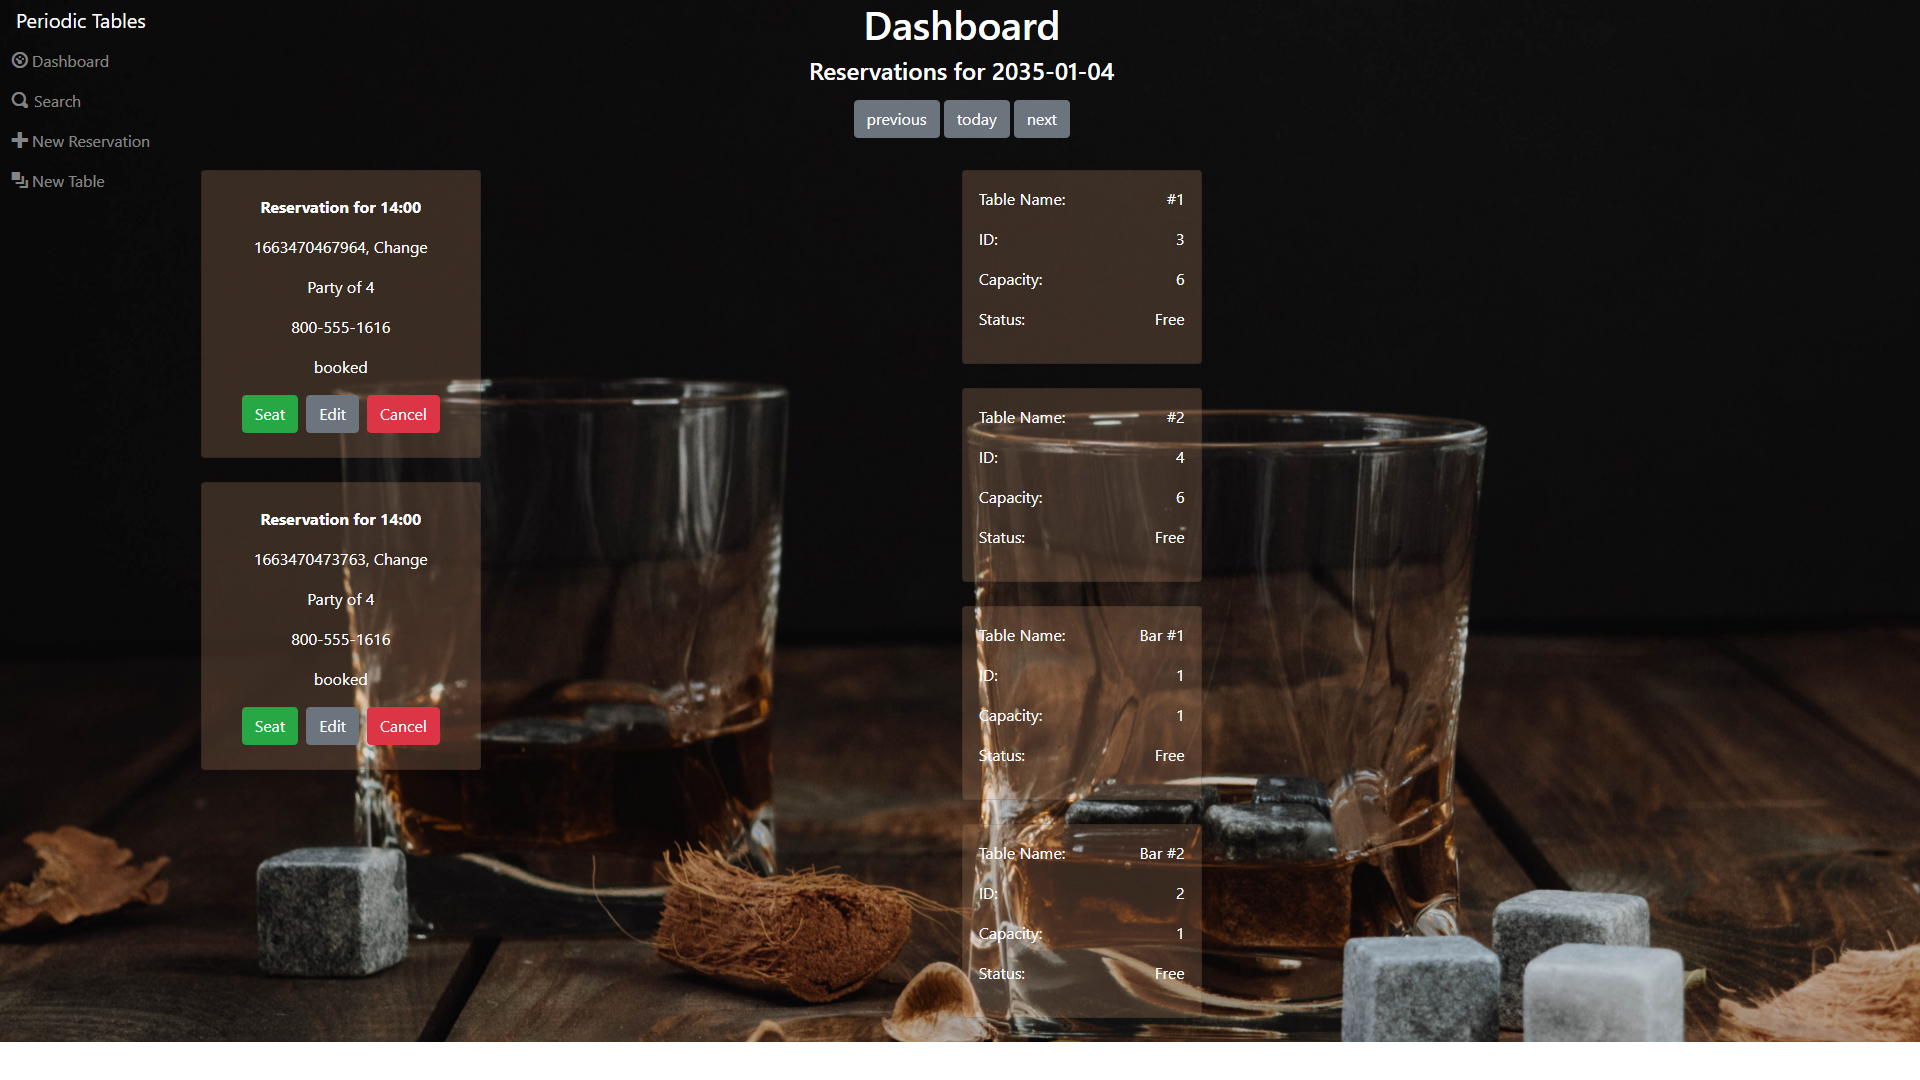 Periodic Tables
Dashboard
Search
New Reservation
New Table
Dashboard
Reservations for 2035-01-04
previous today next
Reservation for 14:00
1663470467964, Change
Party of 4
800-555-1616
booked
Seat Edit Cancel
Reservation for 14:00
1663470473763, Change
Party of 4
800-555-1616
booked
Seat Edit Cancel
Table Name: #1
ID: 3
Capacity: 6
Status: Free
Table Name: #2
ID: 4
Capacity: 6
Status: Free
Table Name: Bar #1
ID: 1
Capacity: 1
Status: Free
Table Name: Bar #2
ID: 2
Capacity: 1
Status: Free